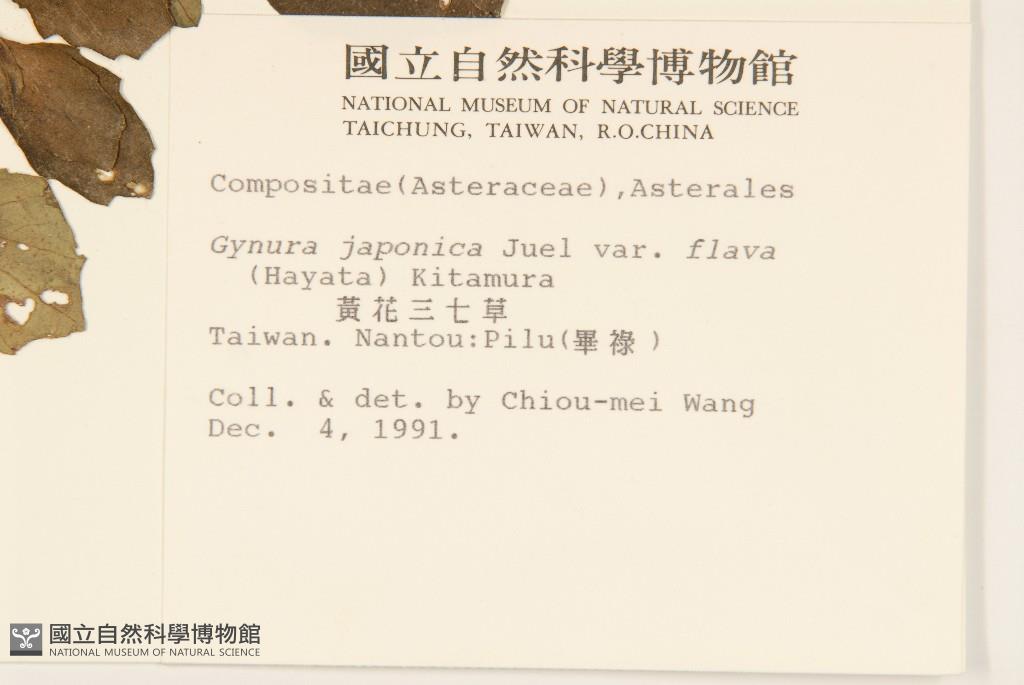 國立自然科學博物館
NATIONAL MUSEUM OF NATURAL SCIENCE
TAICHUNG, TAIWAN, R.O.CHINA
Compositae(Asteraceae),Asterales
Gynura japonica Juel var. flava
(Hayata) Kitamura
黃花三七草
Taiwan. Nantou:Pilu(畢祿)
Coll. & det. by Chiou-mei Wang
Dec. 4, 1991.
國立自然科學博物館
NATIONAL MUSEUM OF NATURAL SCIENCE